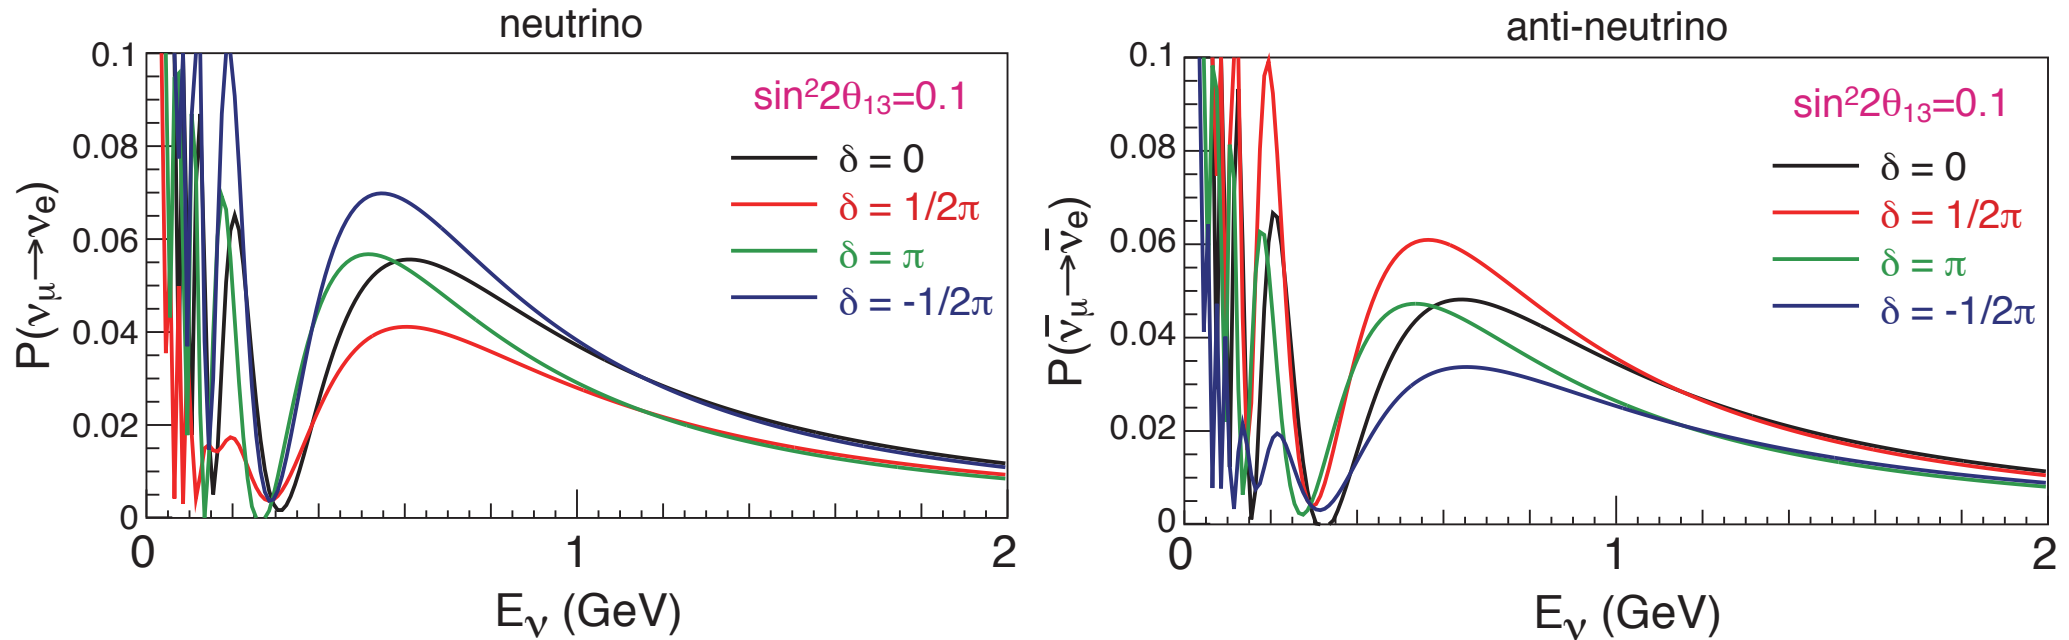 neutrino
0.1
0.08
0.06
0.04
0.02
0
P(νμ→νe)
sin²2θ₁₃=0.1
δ = 0
δ = 1/2π
δ = π
δ = -1/2π
0 1 2
Eν (GeV)
anti-neutrino
0.1
0.08
0.06
0.04
0.02
0
P(ν̄μ→ν̄e)
sin²2θ₁₃=0.1
δ = 0
δ = 1/2π
δ = π
δ = -1/2π
0 1 2
Eν (GeV)